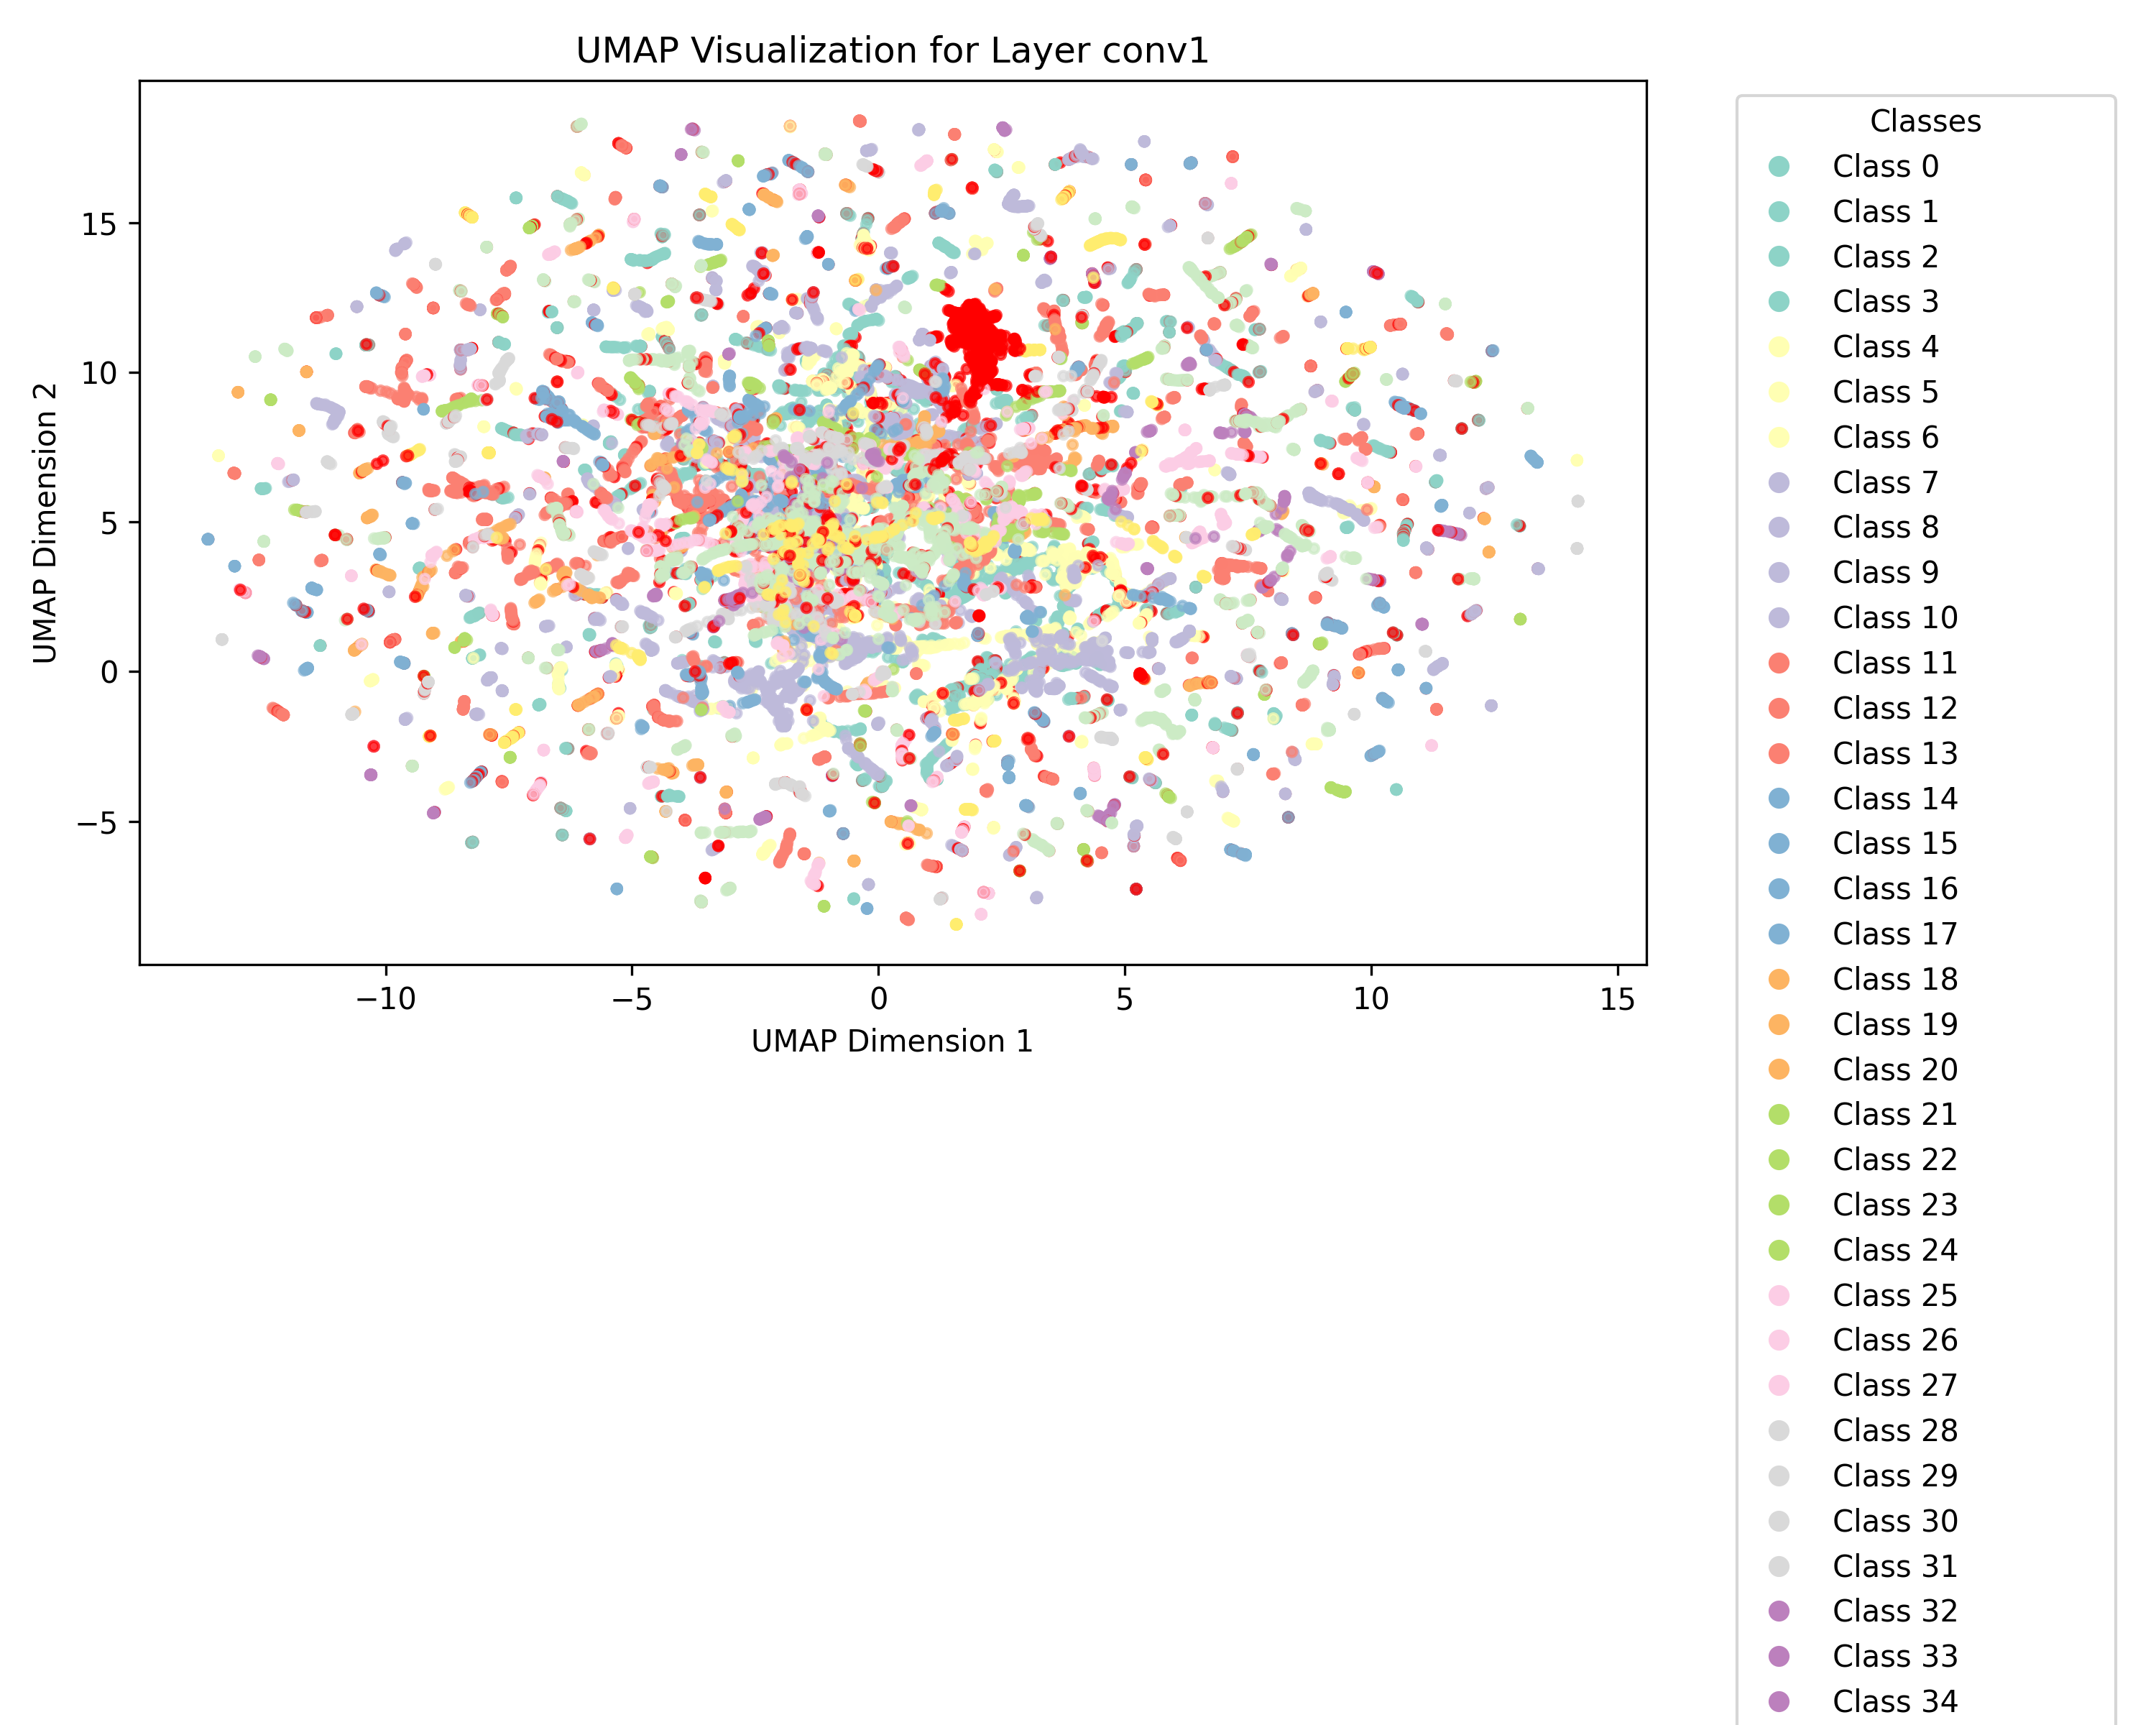 UMAP Visualization for Layer conv1
15
10
5
0
−5
UMAP Dimension 2
−10
−5
0
5
10
15
UMAP Dimension 1
Classes
Class 0
Class 1
Class 2
Class 3
Class 4
Class 5
Class 6
Class 7
Class 8
Class 9
Class 10
Class 11
Class 12
Class 13
Class 14
Class 15
Class 16
Class 17
Class 18
Class 19
Class 20
Class 21
Class 22
Class 23
Class 24
Class 25
Class 26
Class 27
Class 28
Class 29
Class 30
Class 31
Class 32
Class 33
Class 34